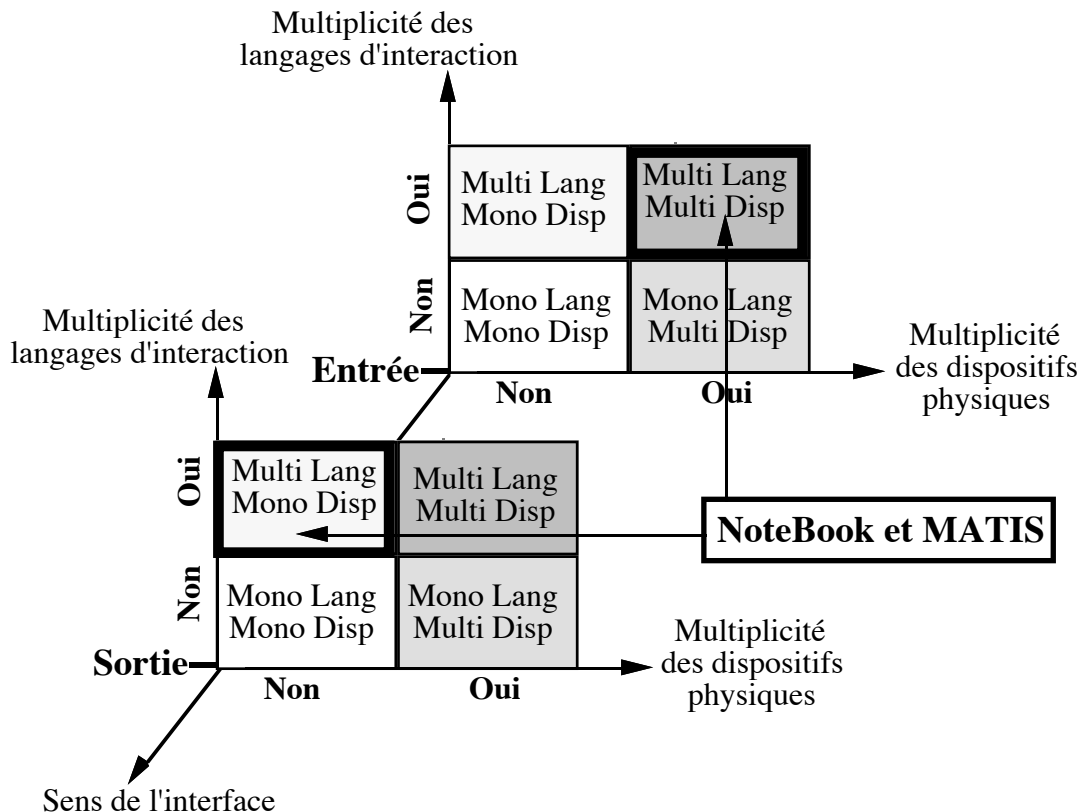 Multiplicité des
langages d'interaction
Oui
Multi Lang
Mono Disp
Multi Lang
Multi Disp
Non
Mono Lang
Mono Disp
Mono Lang
Multi Disp
Entrée
Non
Oui
Multiplicité
des dispositifs
physiques
Multiplicité des
langages d'interaction
Oui
Multi Lang
Mono Disp
Multi Lang
Multi Disp
NoteBook et MATIS
Non
Mono Lang
Mono Disp
Mono Lang
Multi Disp
Sortie
Non
Oui
Multiplicité
des dispositifs
physiques
Sens de l'interface